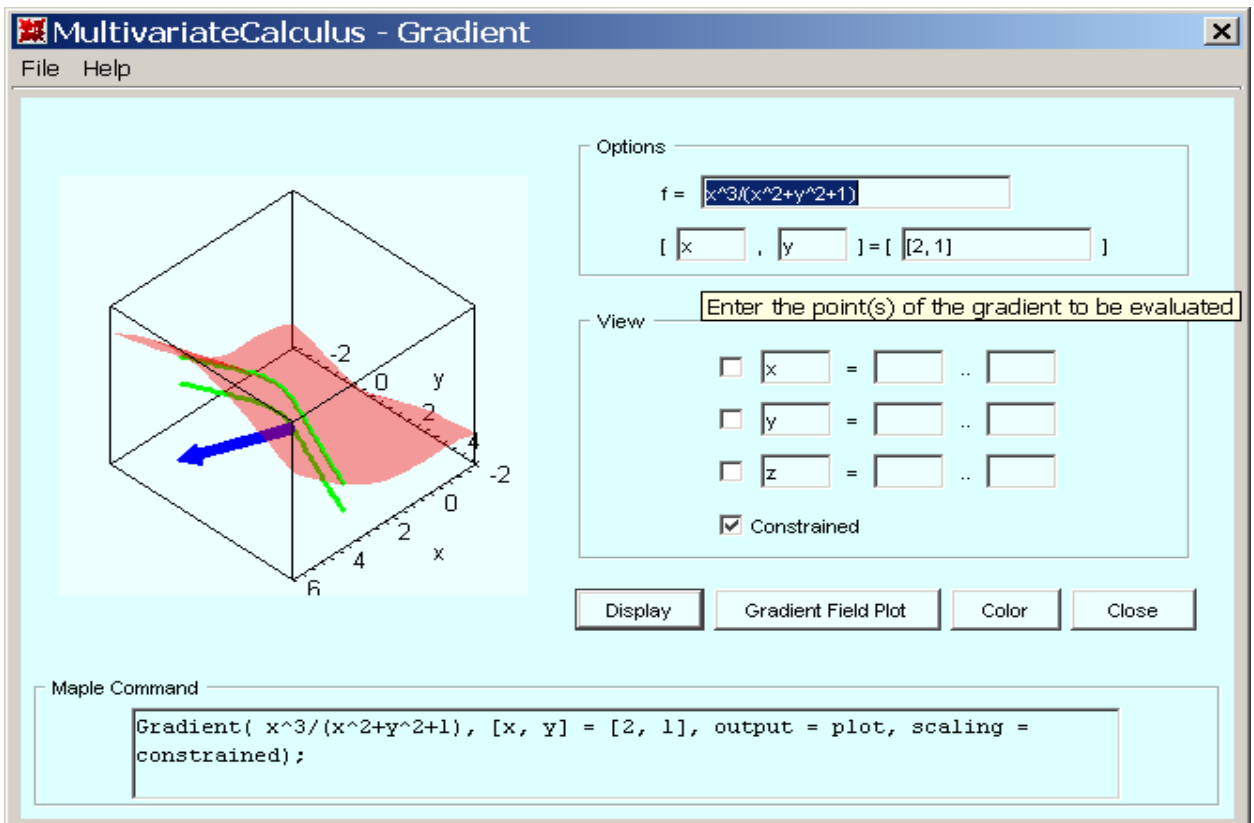 MultivariateCalculus - Gradient
File Help
Options
f = x^3/(x^2+y^2+1)
[ x , y ] = [ [2, 1] ]
Enter the point(s) of the gradient to be evaluated
View
x = ..
y = ..
z = ..
Constrained
-2
0
y
2
4
-2
0
2
x
4
6
Display Gradient Field Plot Color Close
Maple Command
Gradient( x^3/(x^2+y^2+1), [x, y] = [2, 1], output = plot, scaling =
constrained);